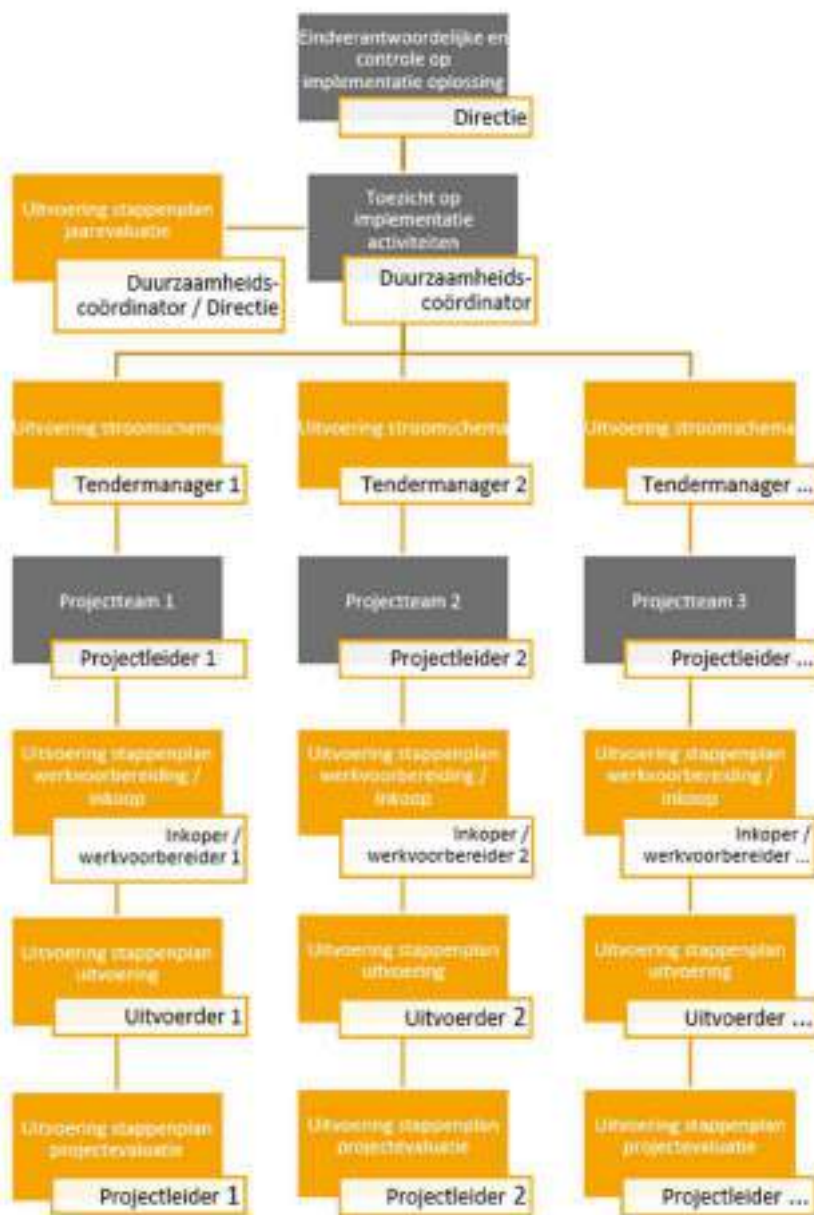 Eindverantwoordelijke en
controle op
implementatie oplossing
Directie
Uitvoering stappenplan
jaarevaluatie
Duurzaamheids-
coördinator / Directie
Toezicht op
implementatie
activiteiten
Duurzaamheids-
coördinator
Uitvoering stroomschema
Tendermanager 1
Uitvoering stroomschema
Tendermanager 2
Uitvoering stroomschema
Tendermanager ...
Projectteam 1
Projectleider 1
Projectteam 2
Projectleider 2
Projectteam 3
Projectleider ...
Uitvoering stappenplan
werkvoorbereiding /
inkoop
Inkoper /
werkvoorbereider 1
Uitvoering stappenplan
werkvoorbereiding /
inkoop
Inkoper /
werkvoorbereider 2
Uitvoering stappenplan
werkvoorbereiding /
inkoop
Inkoper /
werkvoorbereider ...
Uitvoering stappenplan
uitvoering
Uitvoerder 1
Uitvoering stappenplan
uitvoering
Uitvoerder 2
Uitvoering stappenplan
uitvoering
Uitvoerder ...
Uitvoering stappenplan
projectevaluatie
Projectleider 1
Uitvoering stappenplan
projectevaluatie
Projectleider 2
Uitvoering stappenplan
projectevaluatie
Projectleider ...